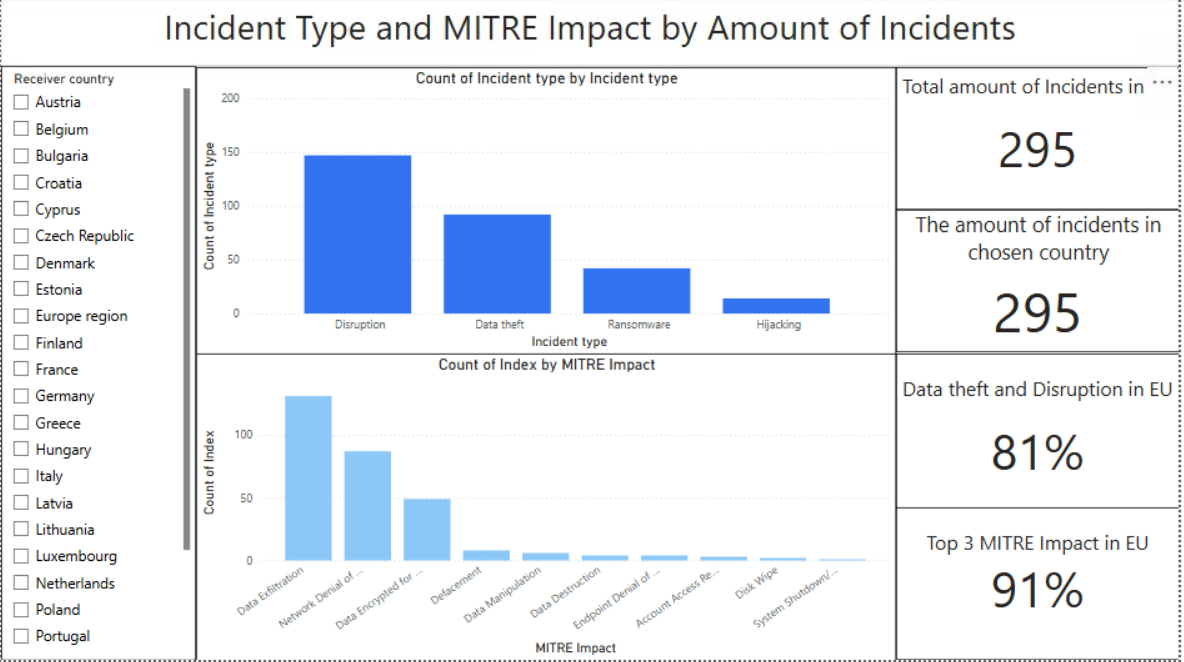 Incident Type and MITRE Impact by Amount of Incidents
Receiver country
Austria
Belgium
Bulgaria
Croatia
Cyprus
Czech Republic
Denmark
Estonia
Europe region
Finland
France
Germany
Greece
Hungary
Italy
Latvia
Lithuania
Luxembourg
Netherlands
Poland
Portugal
Count of Incident type by Incident type
Count of Incident type
200
150
100
50
0
Disruption
Data theft
Ransomware
Hijacking
Incident type
Count of Index by MITRE Impact
Count of Index
100
50
0
Data Exfiltration
Network Denial of ...
Data Encrypted for ...
Defacement
Data Manipulation
Data Destruction
Endpoint Denial of ...
Account Access Re...
Disk Wipe
System Shutdown/...
MITRE Impact
Total amount of Incidents in
295
The amount of incidents in
chosen country
295
Data theft and Disruption in EU
81%
Top 3 MITRE Impact in EU
91%